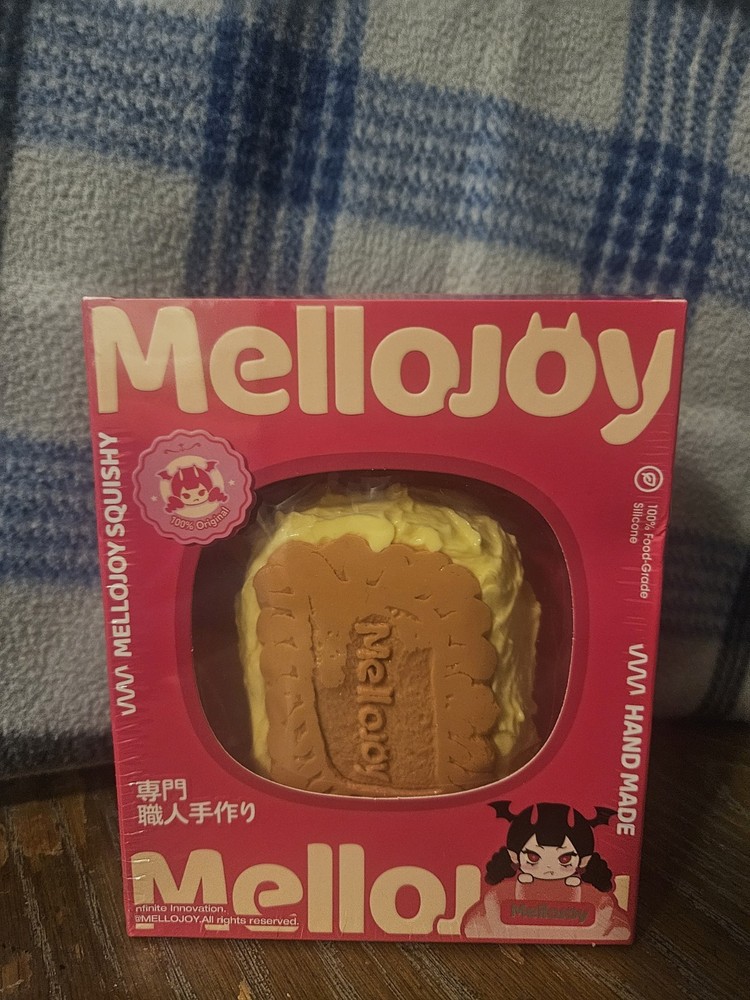 Mellojoy
MELLOJOY SQUISHY
100% Original
100% Food-Grade
Silicone
Mellojoy
HAND MADE
専門
職人手作り
Mello
Mellojoy
nfinite Innovation.
@MELLOJOY.All rights reserved.